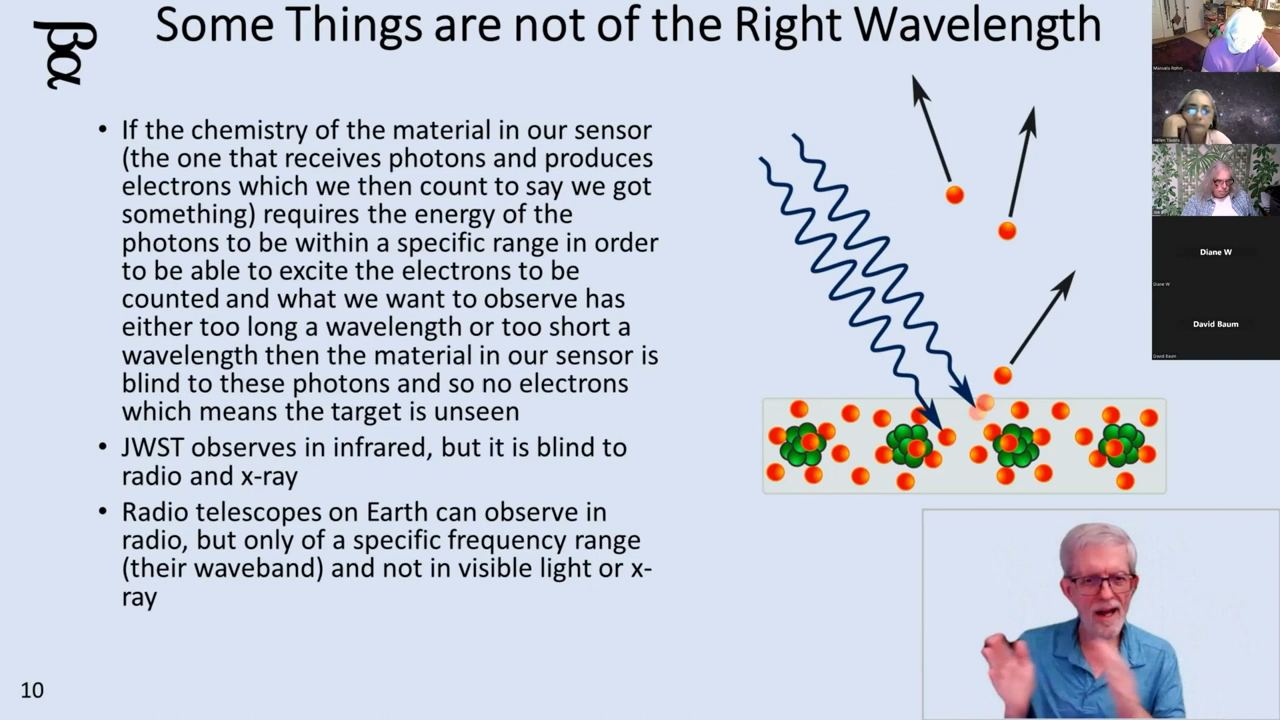 Some Things are not of the Right Wavelength
βα
• If the chemistry of the material in our sensor
(the one that receives photons and produces
electrons which we then count to say we got
something) requires the energy of the
photons to be within a specific range in order
to be able to excite the electrons to be
counted and what we want to observe has
either too long a wavelength or too short a
wavelength then the material in our sensor is
blind to these photons and so no electrons
which means the target is unseen
• JWST observes in infrared, but it is blind to
radio and x-ray
• Radio telescopes on Earth can observe in
radio, but only of a specific frequency range
(their waveband) and not in visible light or x-
ray
10
Diane W
Diane W
David Baum
David Baum